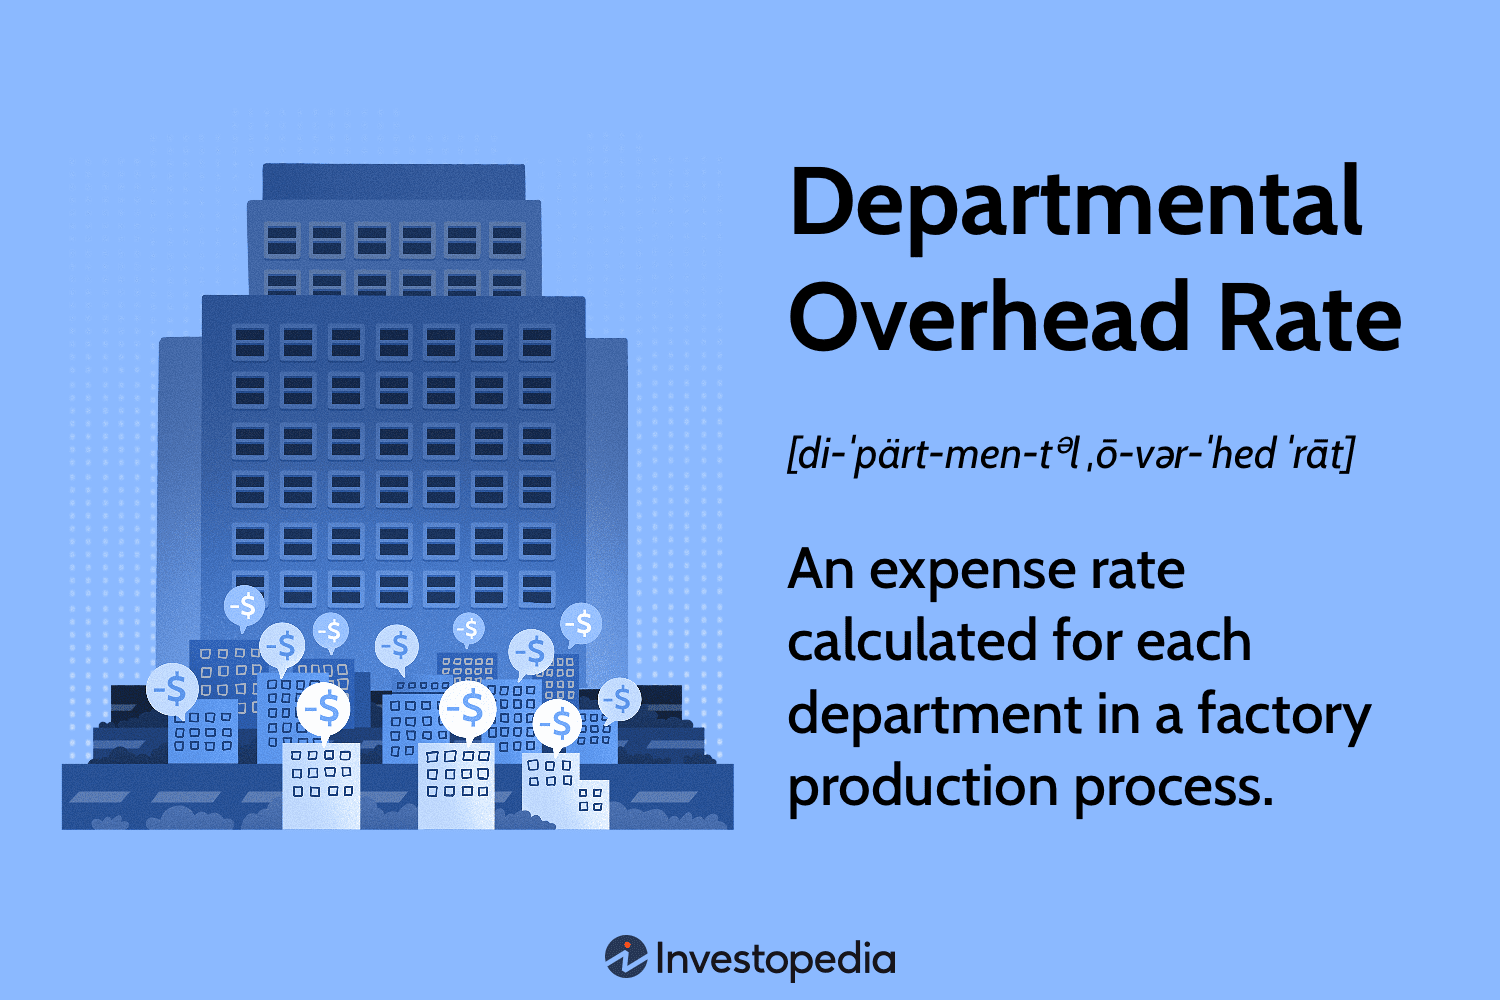 Departmental
Overhead Rate
[di-ˈpärt-men-tᵊl ˌō-vər-ˈhed ˈrāt]
An expense rate
calculated for each
department in a factory
production process.
-$
-$
-$
-$
-$
-$
-$
-$
-$
-$
-$
-$
Investopedia